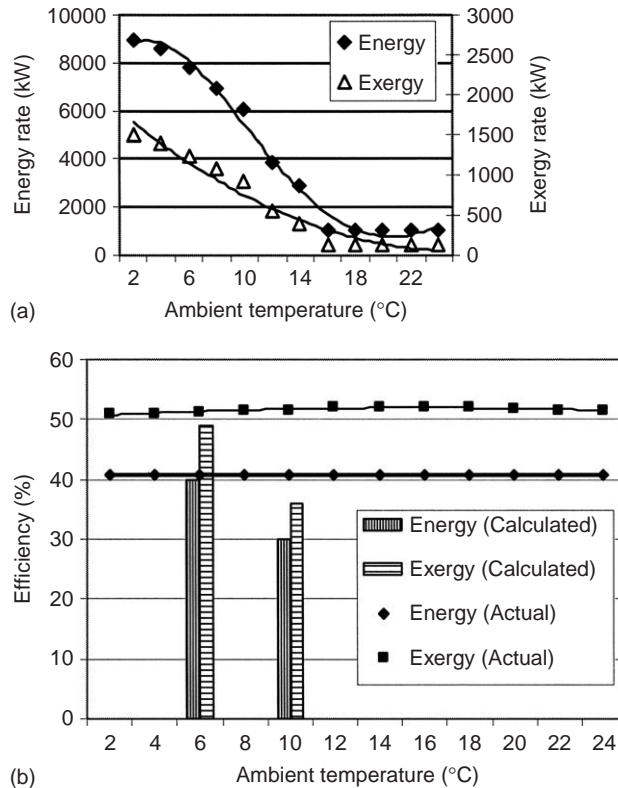 10000
8000
6000
4000
2000
0
Energy rate (kW)
Energy
Exergy
3000
2500
2000
1500
1000
500
0
Exergy rate (kW)
2 6 10 14 18 22
Ambient temperature (°C)
(a)
60
50
40
30
20
10
0
Efficiency (%)
Energy (Calculated)
Exergy (Calculated)
Energy (Actual)
Exergy (Actual)
2 4 6 8 10 12 14 16 18 20 22 24
Ambient temperature (°C)
(b)